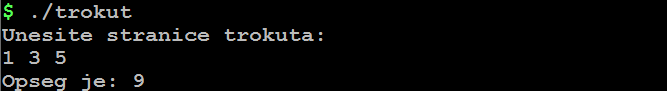 $ ./trokut
Unesite stranice trokuta:
1 3 5
Opseg je: 9